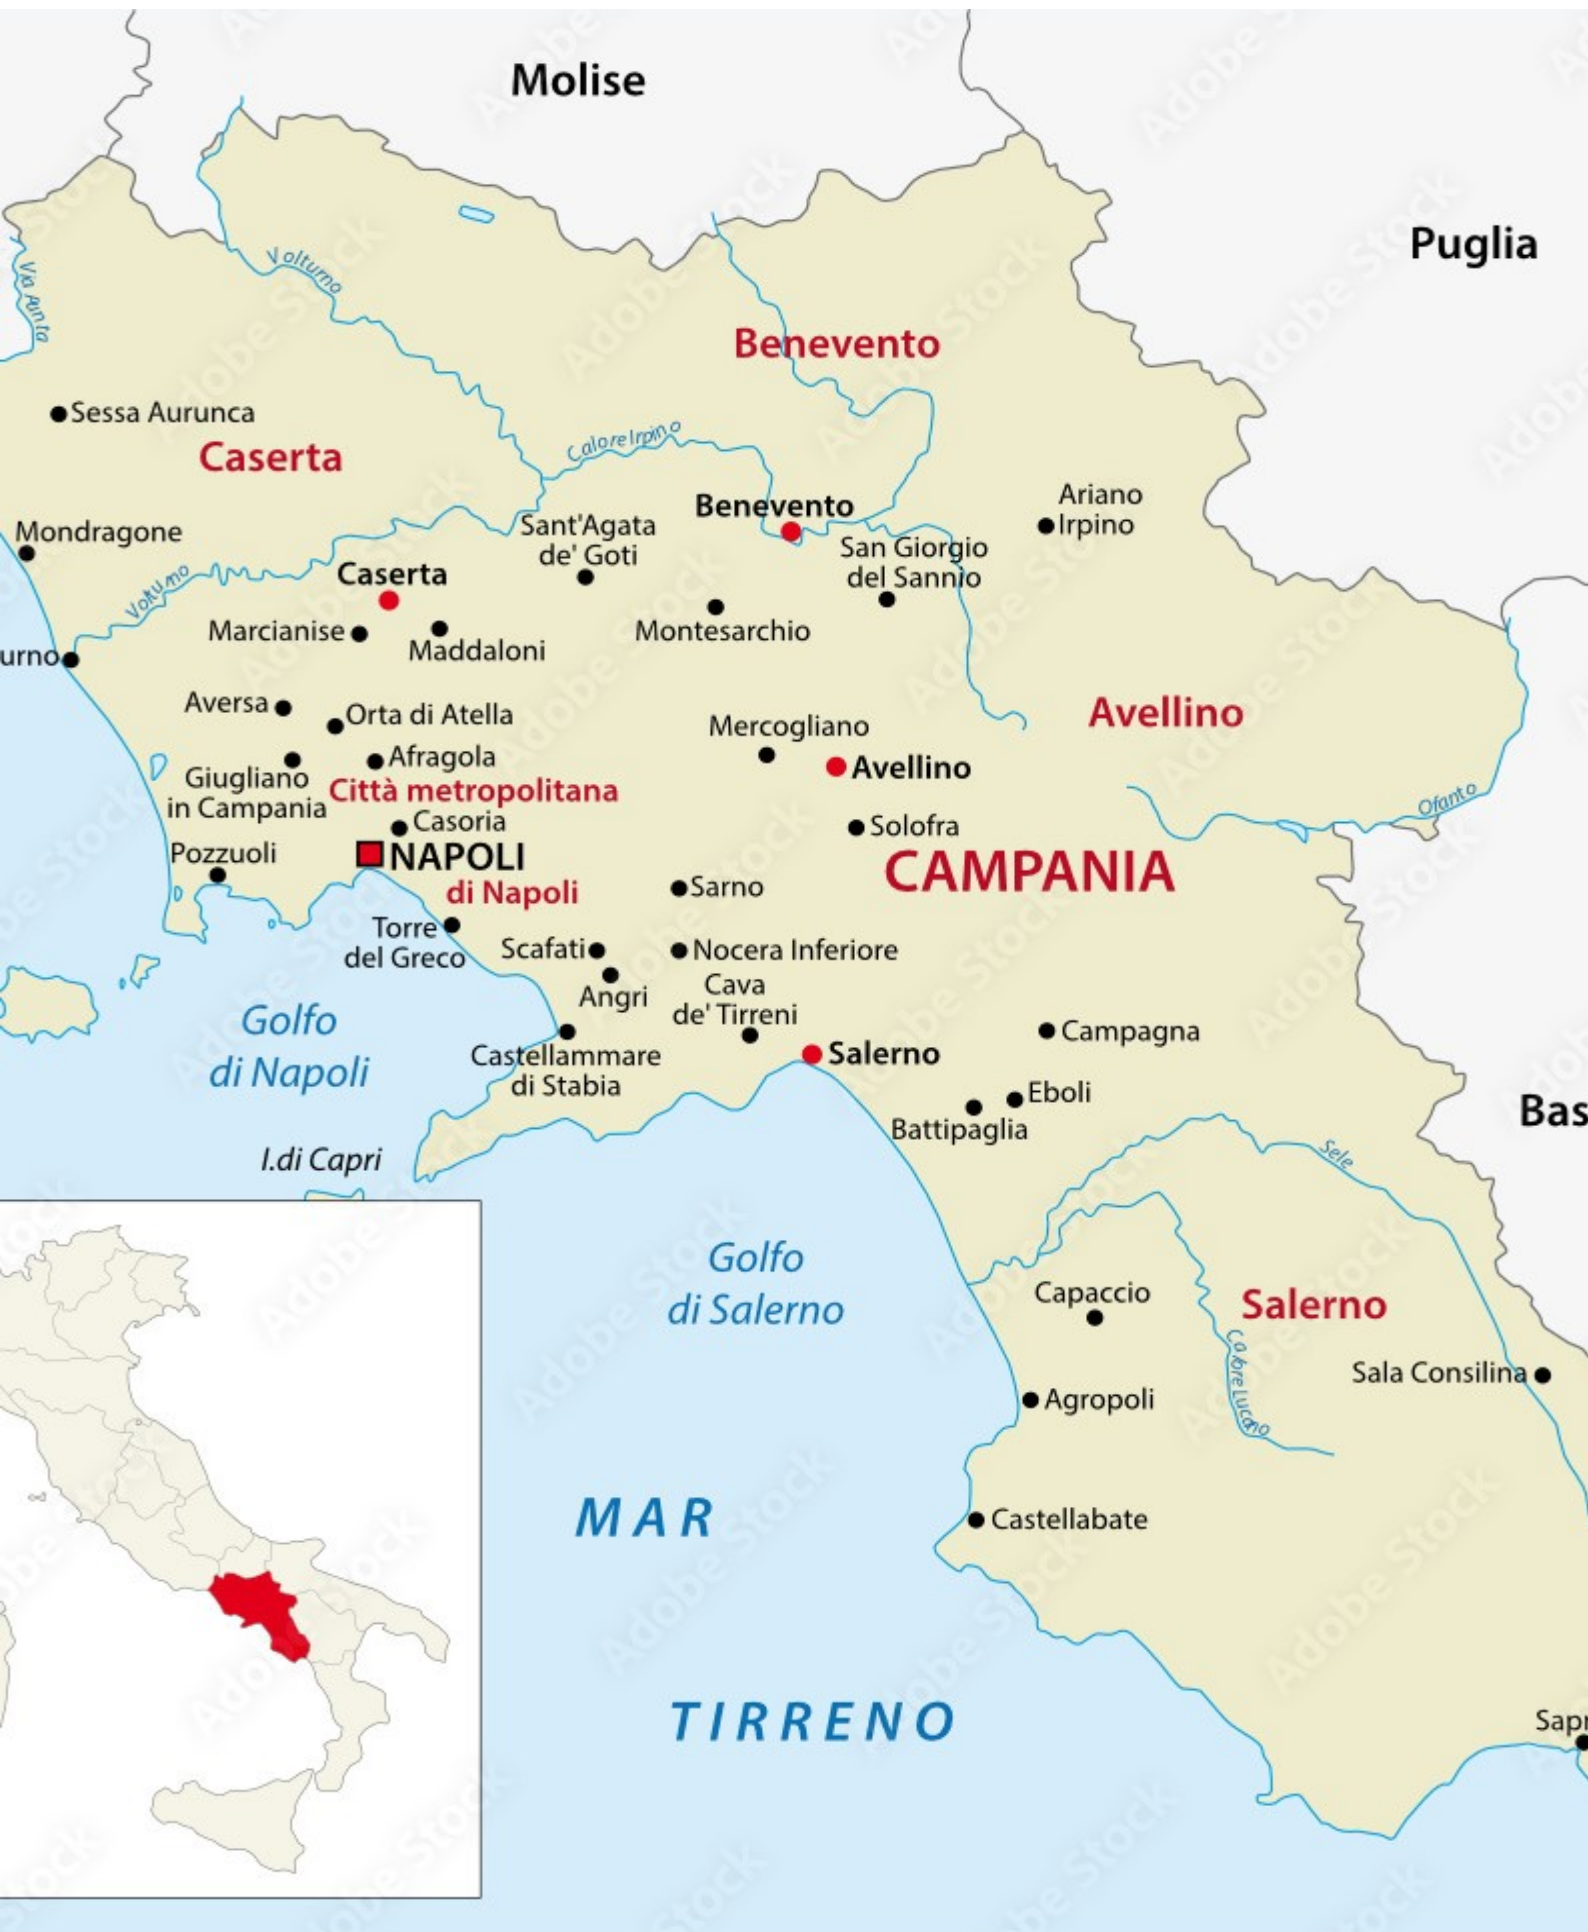 Molise
Puglia
Volturno
Benevento
Sessa Aurunca
Caserta
Calore Irpino
Ariano
Irpino
Benevento
Mondragone
Sant'Agata
de' Goti
San Giorgio
del Sannio
Caserta
Volturno
Marcianise
Maddaloni
Montesarchio
urno
Aversa
Orta di Atella
Avellino
Mercogliano
Afragola
Avellino
Giugliano
in Campania
Città metropolitana
Ofanto
Casoria
Solofra
Pozzuoli
NAPOLI
CAMPANIA
di Napoli
Sarno
Torre
del Greco
Scafati
Nocera Inferiore
Angri
Cava
de' Tirreni
Golfo
di Napoli
Campagna
Castellammare
di Stabia
Salerno
Eboli
Battipaglia
Bas
I.di Capri
Sele
Golfo
di Salerno
Capaccio
Salerno
Calore Lucano
Sala Consilina
Agropoli
MAR
Castellabate
TIRRENO
Sapr
Adobe Stock